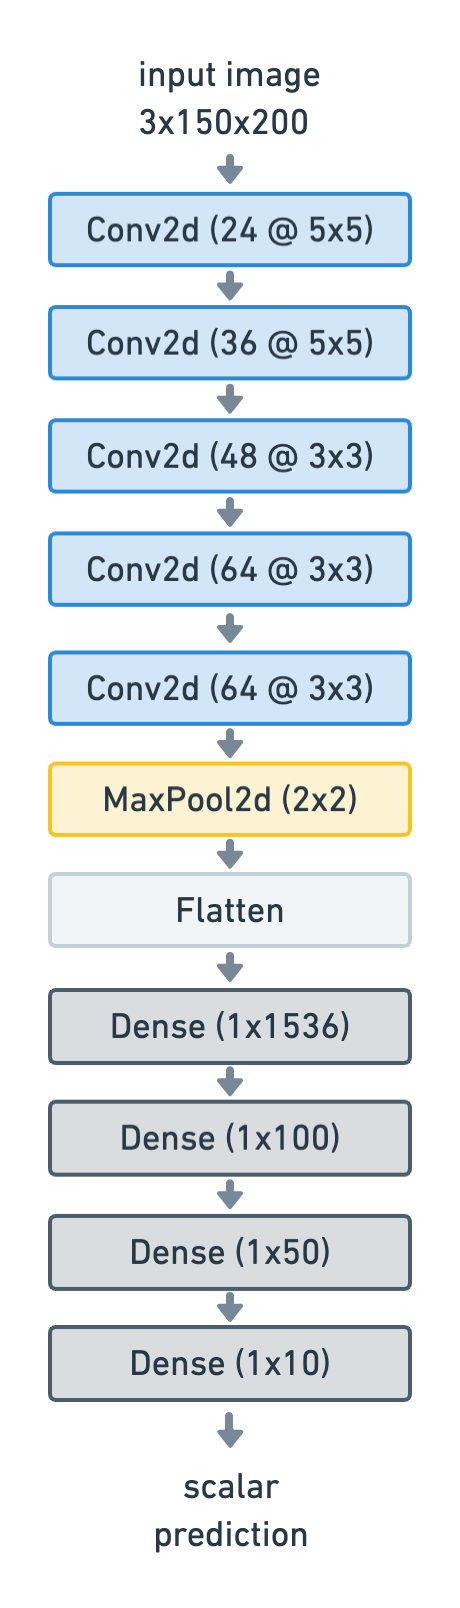 input image
3x150x200
Conv2d (24 @ 5x5)
Conv2d (36 @ 5x5)
Conv2d (48 @ 3x3)
Conv2d (64 @ 3x3)
Conv2d (64 @ 3x3)
MaxPool2d (2x2)
Flatten
Dense (1x1536)
Dense (1x100)
Dense (1x50)
Dense (1x10)
scalar
prediction